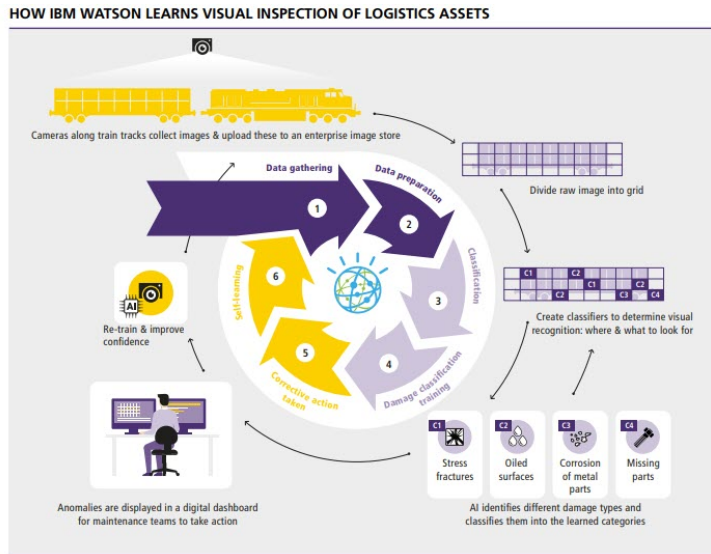 HOW IBM WATSON LEARNS VISUAL INSPECTION OF LOGISTICS ASSETS
Cameras along train tracks collect images & upload these to an enterprise image store
Data gathering
1
Data preparation
2
Divide raw image into grid
Classification
3
C1
C2
C1
C2
C2
C3
C4
Create classifiers to determine visual
recognition: where & what to look for
Damage classification
training
4
C1
Stress
fractures
C2
Oiled
surfaces
C3
Corrosion
of metal
parts
C4
Missing
parts
AI identifies different damage types and
classifies them into the learned categories
Corrective action
taken
5
Anomalies are displayed in a digital dashboard
for maintenance teams to take action
Self-learning
6
AI
Re-train & improve
confidence